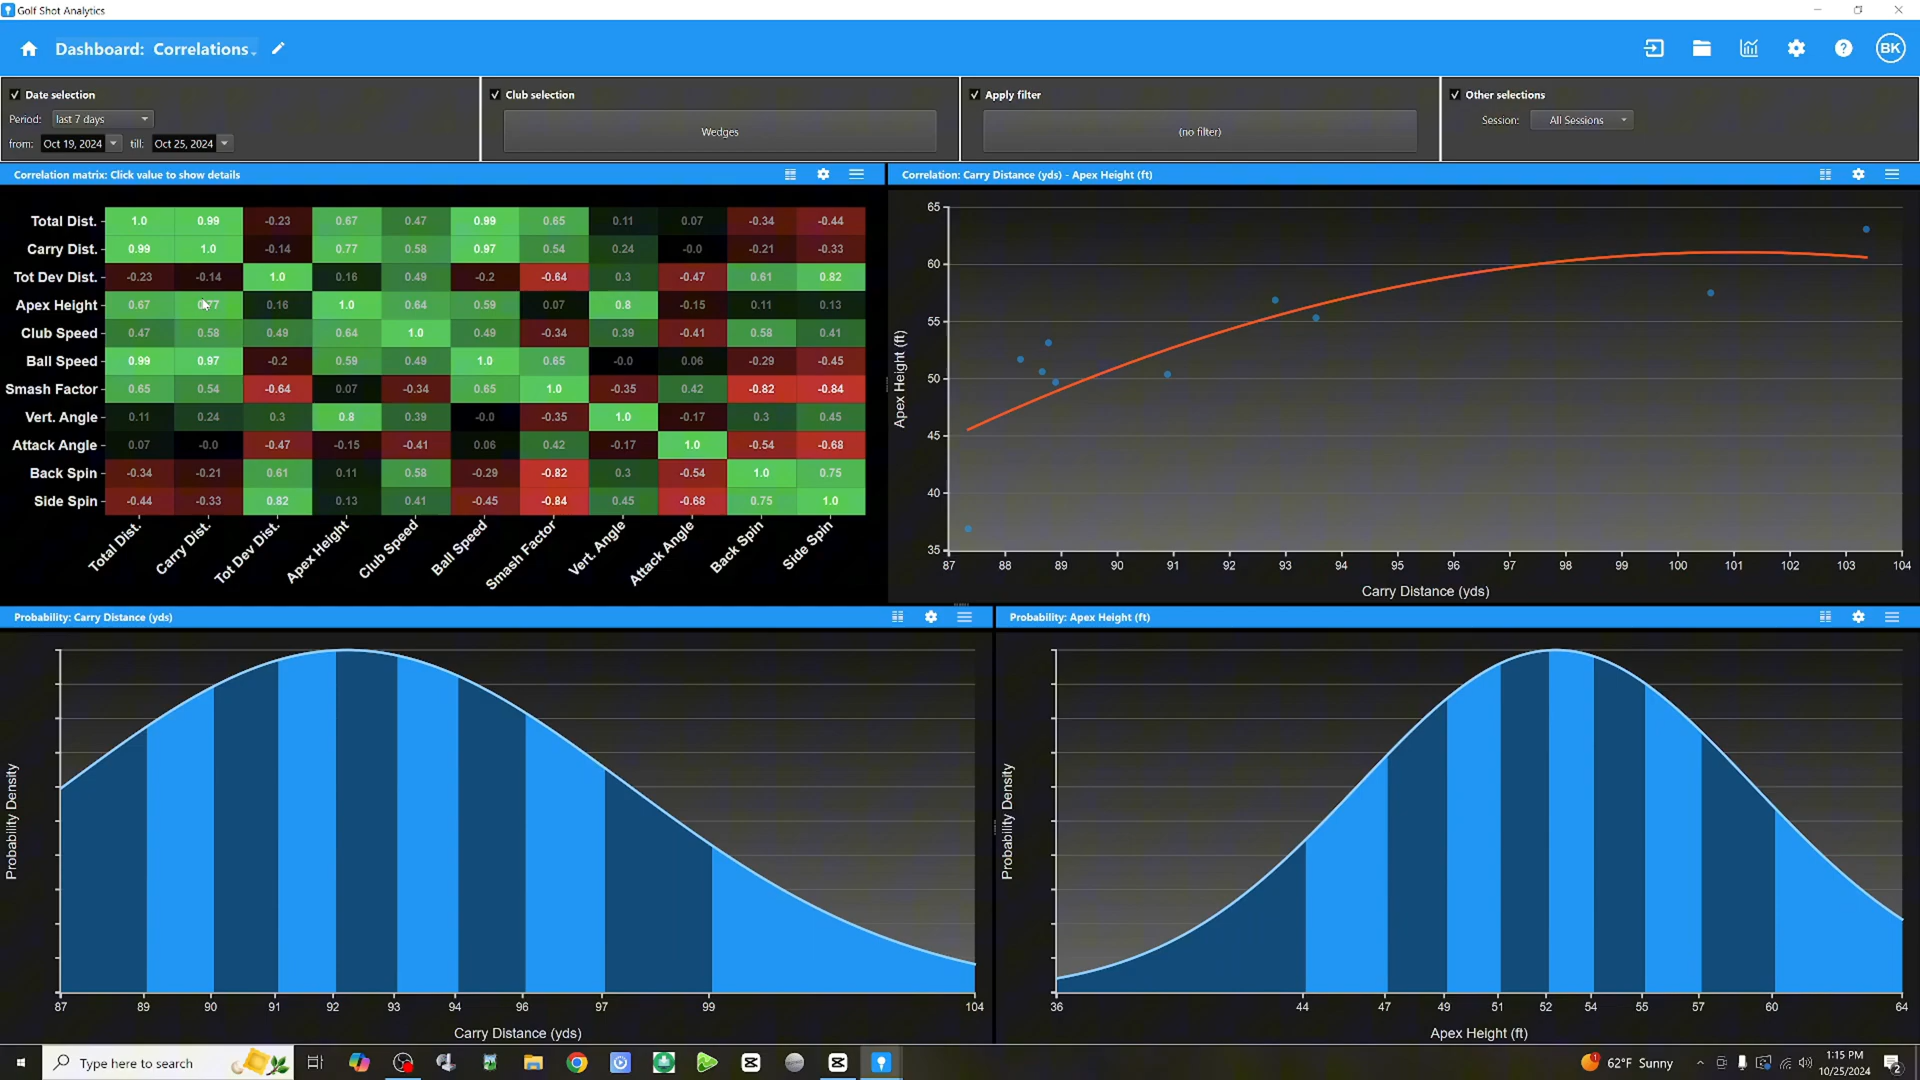 Golf Shot Analytics
Dashboard: Correlations
BK
Date selection
Period: last 7 days
from: Oct 19, 2024 till: Oct 25, 2024
Club selection
Wedges
Apply filter
(no filter)
Other selections
Session: All Sessions
Correlation matrix: Click value to show details
Total Dist. 1.0 0.99 -0.23 0.67 0.47 0.99 0.65 0.11 0.07 -0.34 -0.44
Carry Dist. 0.99 1.0 -0.14 0.77 0.58 0.97 0.54 0.24 -0.0 -0.21 -0.33
Tot Dev Dist. -0.23 -0.14 1.0 0.16 0.49 -0.2 -0.64 0.3 -0.47 0.61 0.82
Apex Height 0.67 0.77 0.16 1.0 0.64 0.59 0.07 0.8 -0.15 0.11 0.13
Club Speed 0.47 0.58 0.49 0.64 1.0 0.49 -0.34 0.39 -0.41 0.58 0.41
Ball Speed 0.99 0.97 -0.2 0.59 0.49 1.0 0.65 -0.0 0.06 -0.29 -0.45
Smash Factor 0.65 0.54 -0.64 0.07 -0.34 0.65 1.0 -0.35 0.42 -0.82 -0.84
Vert. Angle 0.11 0.24 0.3 0.8 0.39 -0.0 -0.35 1.0 -0.17 0.3 0.45
Attack Angle 0.07 -0.0 -0.47 -0.15 -0.41 0.06 0.42 -0.17 1.0 -0.54 -0.68
Back Spin -0.34 -0.21 0.61 0.11 0.58 -0.29 -0.82 0.3 -0.54 1.0 0.75
Side Spin -0.44 -0.33 0.82 0.13 0.41 -0.45 -0.84 0.45 -0.68 0.75 1.0
Total Dist. Carry Dist. Tot Dev Dist. Apex Height Club Speed Ball Speed Smash Factor Vert. Angle Attack Angle Back Spin Side Spin
Correlation: Carry Distance (yds) - Apex Height (ft)
Apex Height (ft)
65
60
55
50
45
40
35
87 88 89 90 91 92 93 94 95 96 97 98 99 100 101 102 103 104
Carry Distance (yds)
Probability: Carry Distance (yds)
Probability Density
87 89 90 91 92 93 94 96 97 99 104
Carry Distance (yds)
Probability: Apex Height (ft)
Probability Density
36 44 47 49 51 52 54 55 57 60 64
Apex Height (ft)
Type here to search
62°F Sunny
1:15 PM
10/25/2024
2